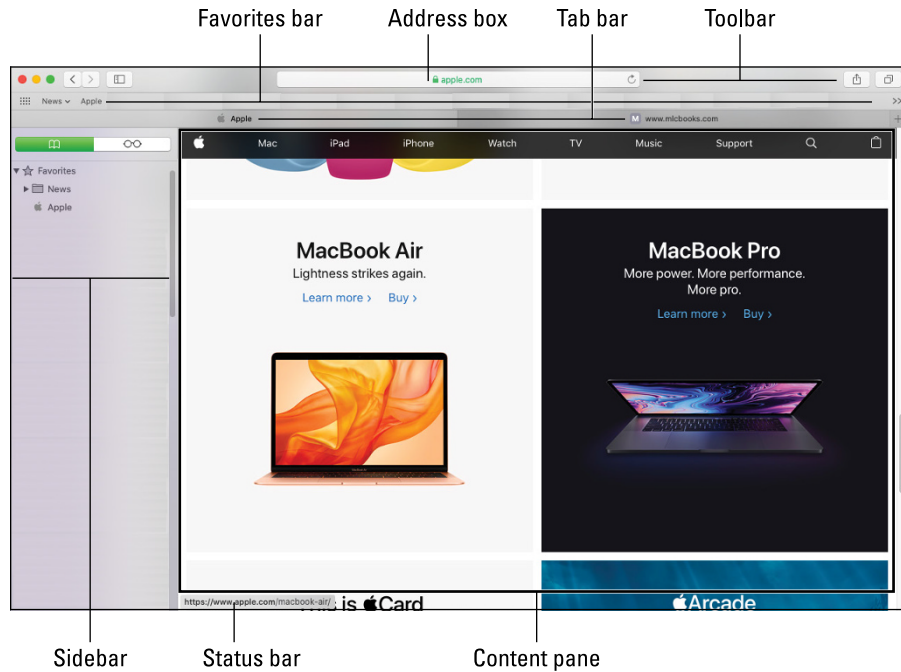 Favorites bar Address box Tab bar Toolbar
apple.com
News Apple
Apple M www.mlcbooks.com
Mac iPad iPhone Watch TV Music Support
Favorites
News
Apple
MacBook Air
Lightness strikes again.
Learn more > Buy >
MacBook Pro
More power. More performance.
More pro.
Learn more > Buy >
https://www.apple.com/macbook-air/
is Card
Arcade
Sidebar Status bar Content pane